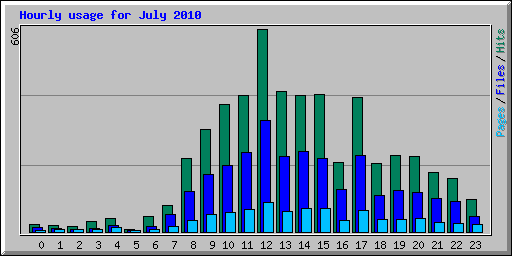 Hourly usage for July 2010
606
Pages/Files/Hits
0 1 2 3 4 5 6 7 8 9 10 11 12 13 14 15 16 17 18 19 20 21 22 23